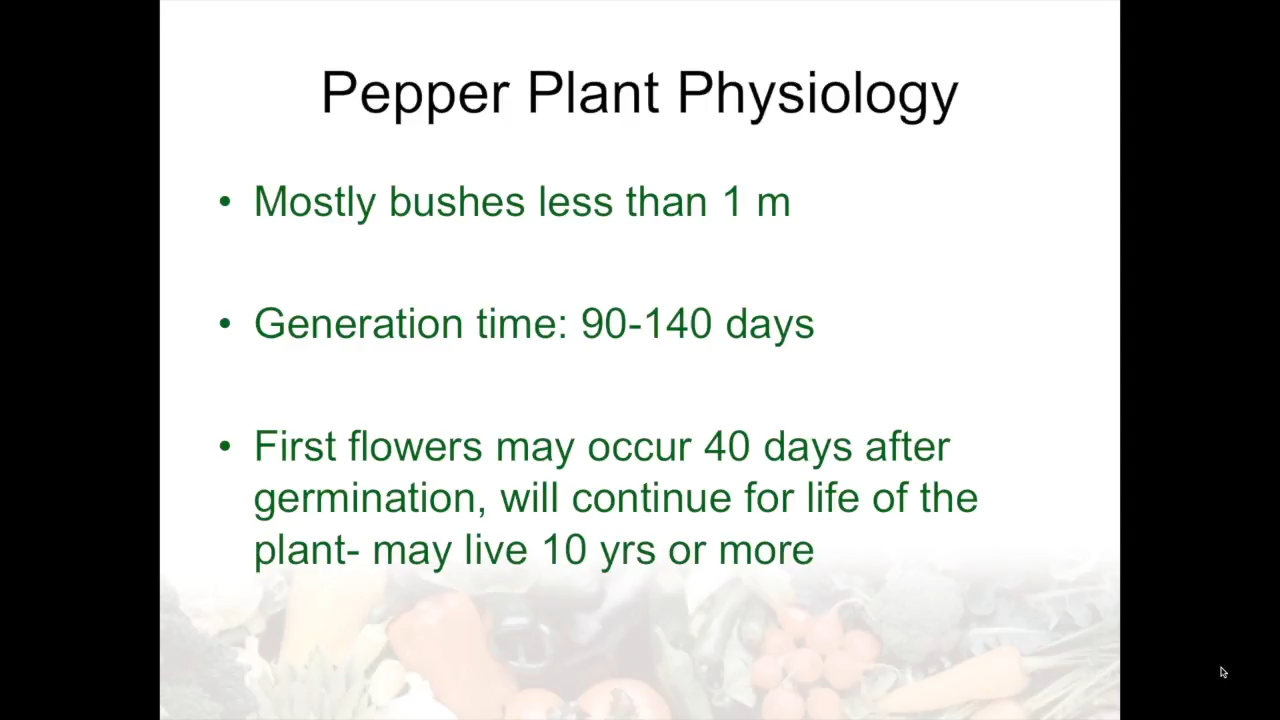 Pepper Plant Physiology
• Mostly bushes less than 1 m
• Generation time: 90-140 days
• First flowers may occur 40 days after
germination, will continue for life of the
plant- may live 10 yrs or more